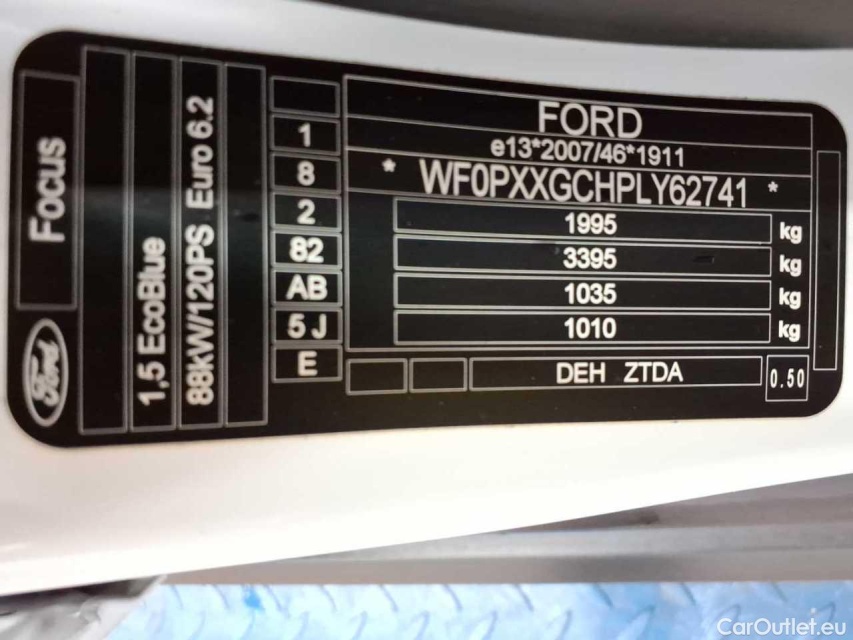 Focus
Ford
1,5 EcoBlue
88kW/120PS Euro 6.2
1
8
2
82
AB
5 J
E
FORD
e13*2007/46*1911
* WF0PXXGCHPLY62741 *
1995 kg
3395 kg
1035 kg
1010 kg
DEH ZTDA
0.50
CarOutlet.eu